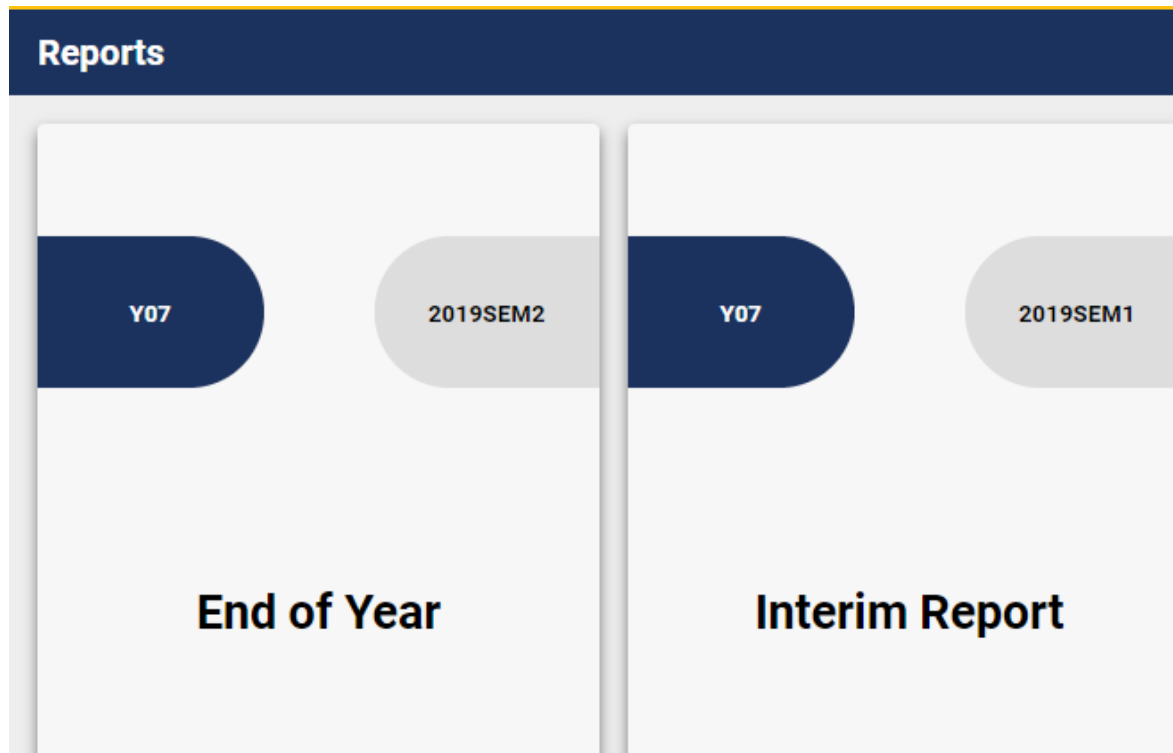 Reports
Y07
2019SEM2
End of Year
Y07
2019SEM1
Interim Report